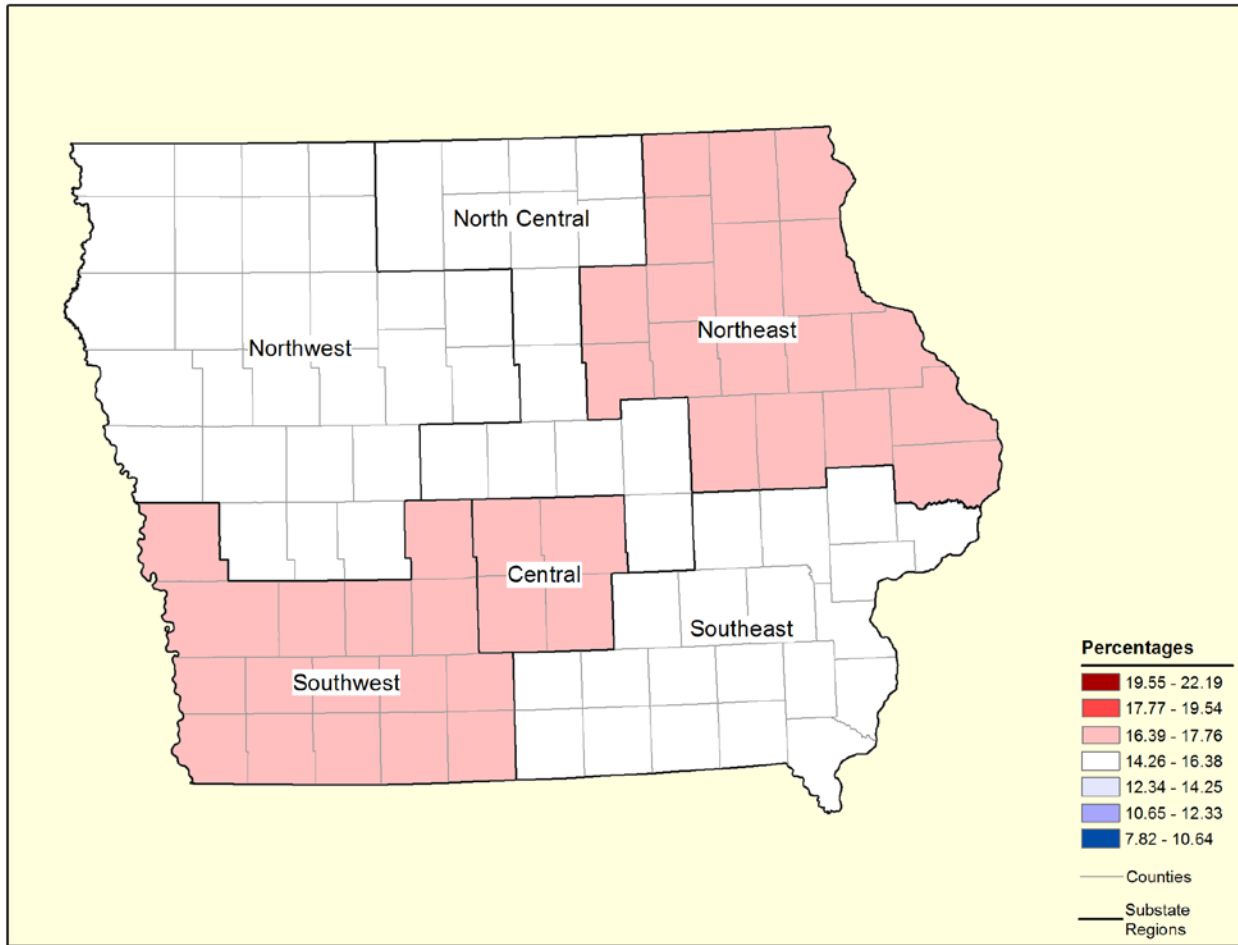 North Central
Northeast
Northwest
Central
Southeast
Southwest
Percentages
19.55 - 22.19
17.77 - 19.54
16.39 - 17.76
14.26 - 16.38
12.34 - 14.25
10.65 - 12.33
7.82 - 10.64
Counties
Substate
Regions